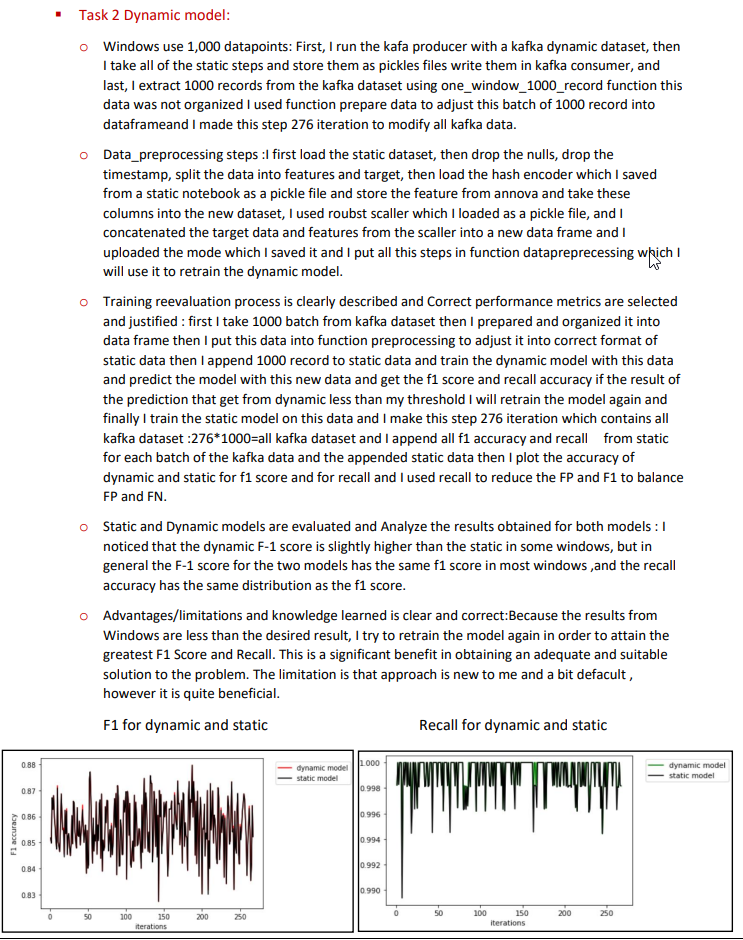 ▪ Task 2 Dynamic model:
o Windows use 1,000 datapoints: First, I run the kafa producer with a kafka dynamic dataset, then
I take all of the static steps and store them as pickles files write them in kafka consumer, and
last, I extract 1000 records from the kafka dataset using one_window_1000_record function this
data was not organized I used function prepare data to adjust this batch of 1000 record into
dataframeand I made this step 276 iteration to modify all kafka data.
o Data_preprocessing steps :I first load the static dataset, then drop the nulls, drop the
timestamp, split the data into features and target, then load the hash encoder which I saved
from a static notebook as a pickle file and store the feature from annova and take these
columns into the new dataset, I used roubst scaller which I loaded as a pickle file, and I
concatenated the target data and features from the scaller into a new data frame and I
uploaded the mode which I saved it and I put all this steps in function datapreprecessing which I
will use it to retrain the dynamic model.
o Training reevaluation process is clearly described and Correct performance metrics are selected
and justified : first I take 1000 batch from kafka dataset then I prepared and organized it into
data frame then I put this data into function preprocessing to adjust it into correct format of
static data then I append 1000 record to static data and train the dynamic model with this data
and predict the model with this new data and get the f1 score and recall accuracy if the result of
the prediction that get from dynamic less than my threshold I will retrain the model again and
finally I train the static model on this data and I make this step 276 iteration which contains all
kafka dataset :276*1000=all kafka dataset and I append all f1 accuracy and recall from static
for each batch of the kafka data and the appended static data then I plot the accuracy of
dynamic and static for f1 score and for recall and I used recall to reduce the FP and F1 to balance
FP and FN.
o Static and Dynamic models are evaluated and Analyze the results obtained for both models : I
noticed that the dynamic F-1 score is slightly higher than the static in some windows, but in
general the F-1 score for the two models has the same f1 score in most windows ,and the recall
accuracy has the same distribution as the f1 score.
o Advantages/limitations and knowledge learned is clear and correct:Because the results from
Windows are less than the desired result, I try to retrain the model again in order to attain the
greatest F1 Score and Recall. This is a significant benefit in obtaining an adequate and suitable
solution to the problem. The limitation is that approach is new to me and a bit defacult ,
however it is quite beneficial.
F1 for dynamic and static
Recall for dynamic and static
dynamic model
static model
F1 accuracy
0.88
0.87
0.86
0.85
0.84
0.83
0 50 100 150 200 250
iterations
dynamic model
static model
1.000
0.998
0.996
0.994
0.992
0.990
0 50 100 150 200 250
iterations